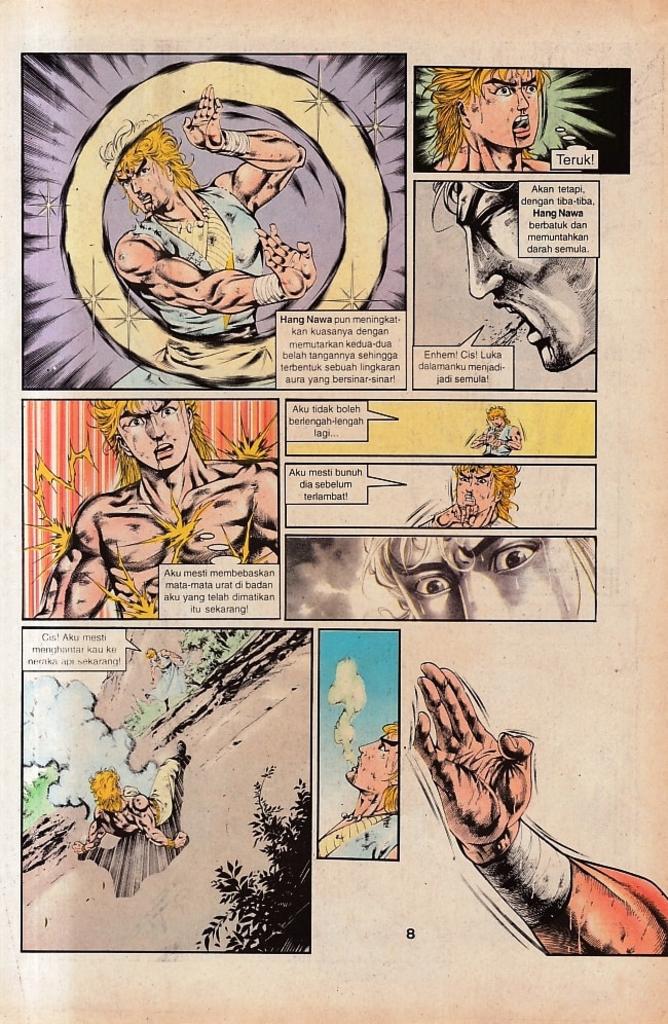 Hang Nawa pun meningkat-
kan kuasanya dengan
memutarkan kedua-dua
belah tangannya sehingga
terbentuk sebuah lingkaran
aura yang bersinar-sinar!
Teruk!
Akan tetapi,
dengan tiba-tiba,
Hang Nawa
berbatuk dan
memuntahkan
darah semula.
Enhem! Cis! Luka
dalamanku menjadi-
jadi semula!
Aku mesti membebaskan
mata-mata urat di badan
aku yang telah dimatikan
itu sekarang!
Aku tidak boleh
berlengah-lengah
lagi...
Aku mesti bunuh
dia sebelum
terlambat!
Cis! Aku mesti
menghantar kau ke
neraka api sekarang!
8